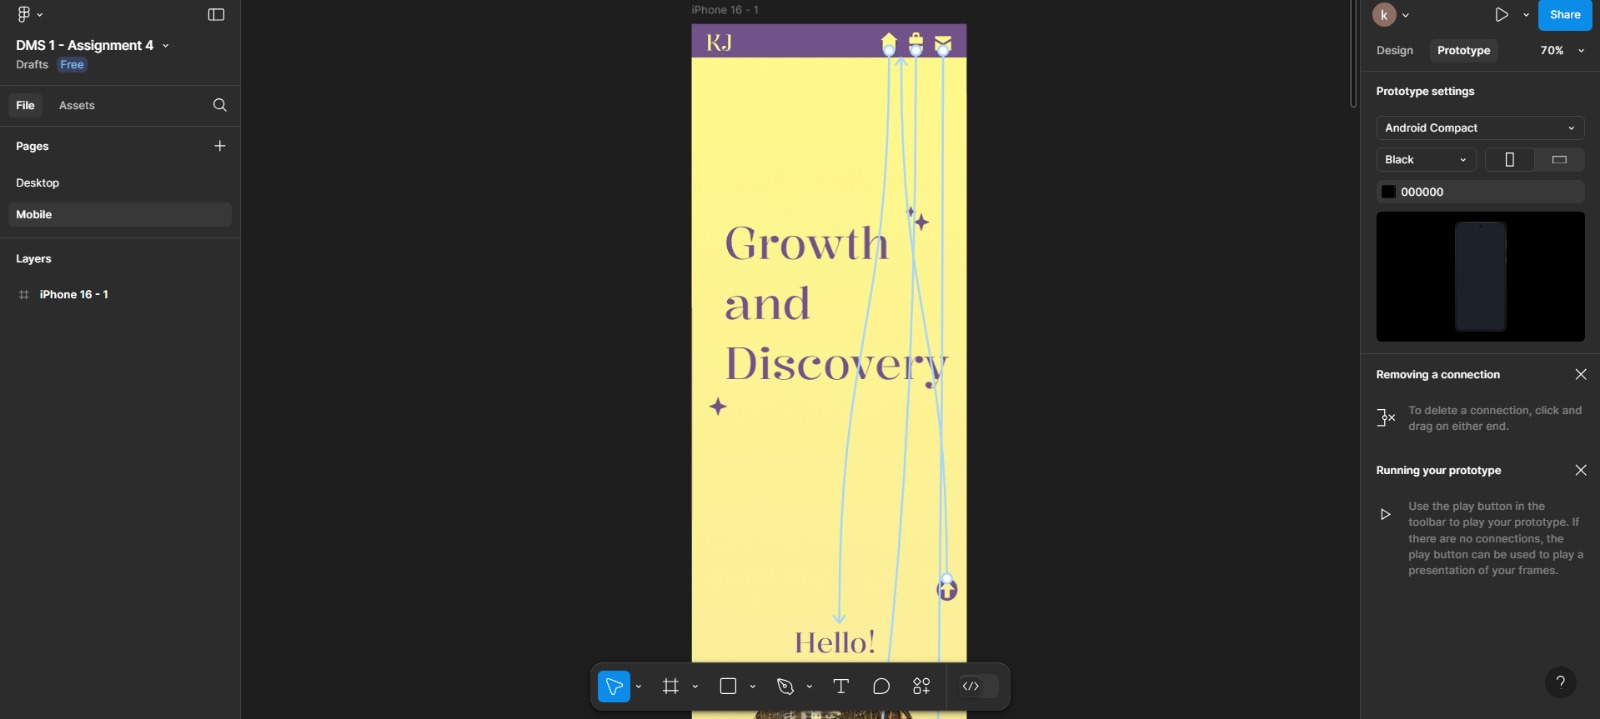 DMS 1 - Assignment 4
Drafts Free
File Assets
Pages
Desktop
Mobile
Layers
iPhone 16 - 1
iPhone 16 - 1
KJ
Growth
and
Discovery
Hello!
k
Share
Design Prototype 70%
Prototype settings
Android Compact
Black
000000
Removing a connection
To delete a connection, click and
drag on either end.
Running your prototype
Use the play button in the
toolbar to play your prototype. If
there are no connections, the
play button can be used to play a
presentation of your frames.
T
?